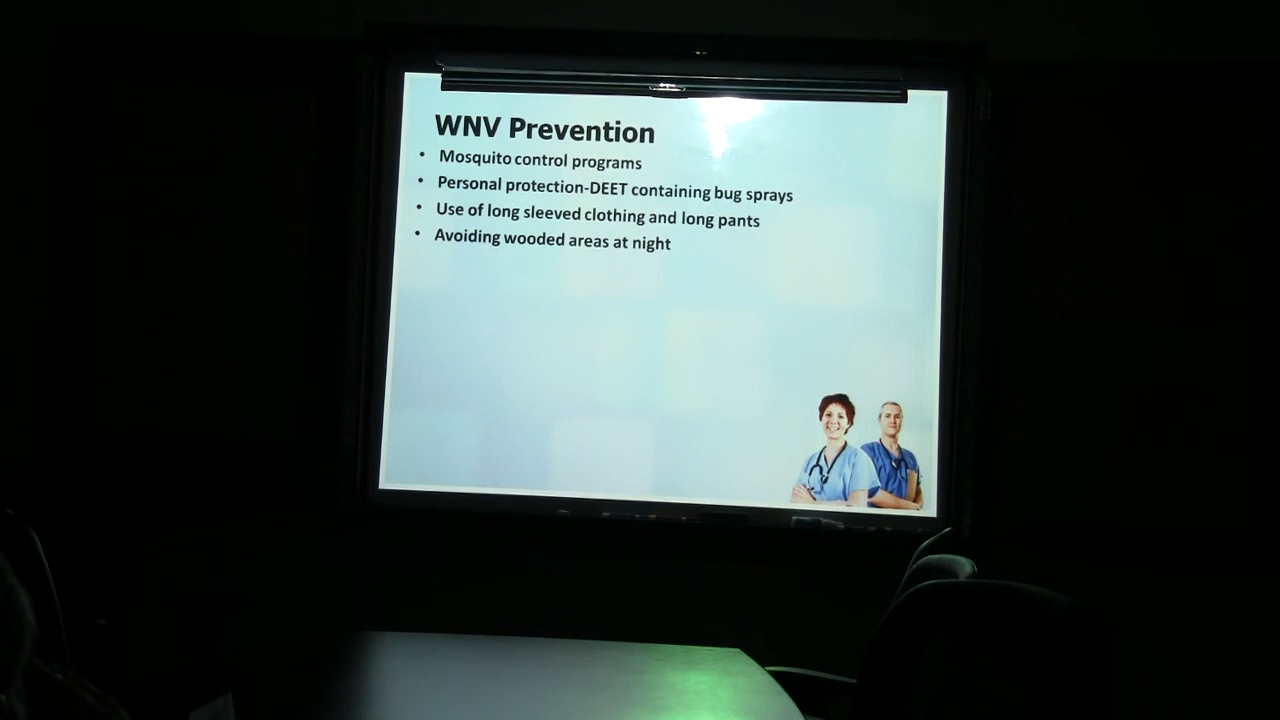 WNV Prevention
• Mosquito control programs
• Personal protection-DEET containing bug sprays
• Use of long sleeved clothing and long pants
• Avoiding wooded areas at night